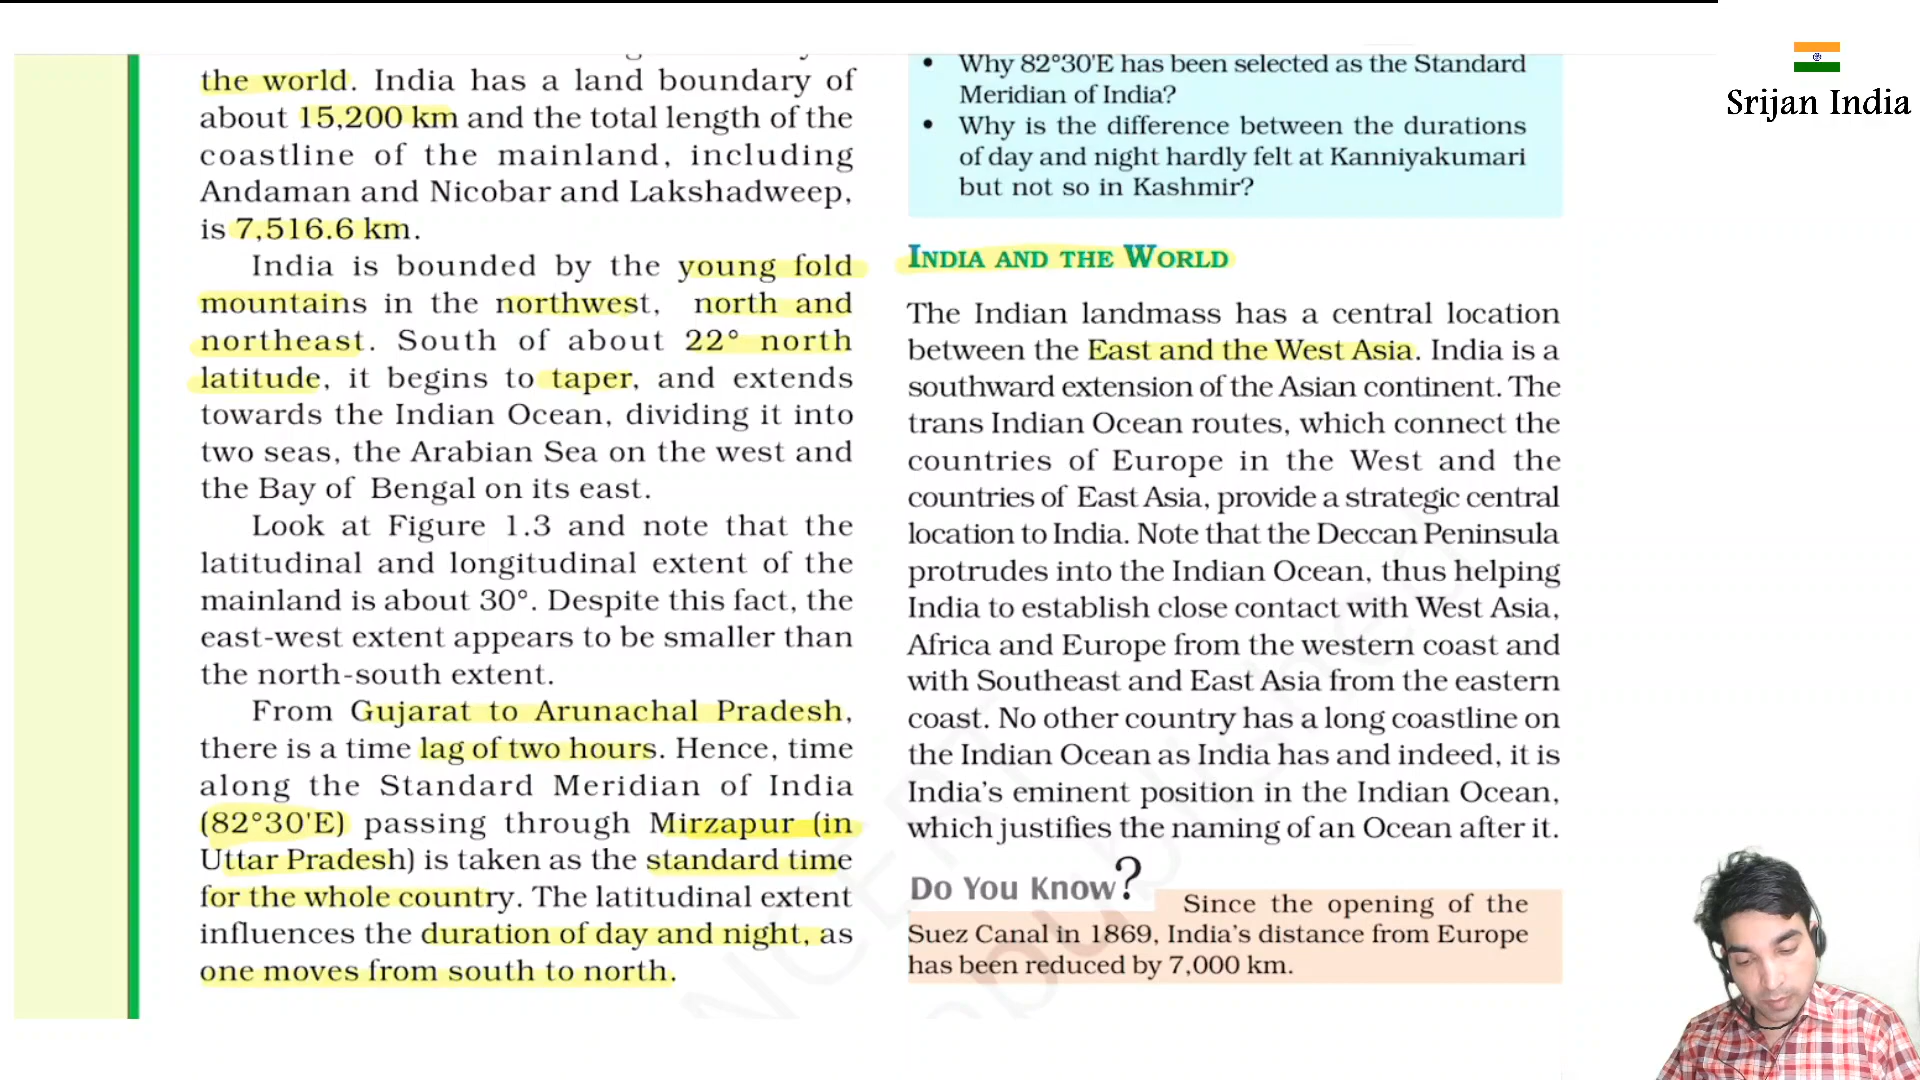 the world. India has a land boundary of
about 15,200 km and the total length of the
coastline of the mainland, including
Andaman and Nicobar and Lakshadweep,
is 7,516.6 km.
India is bounded by the young fold
mountains in the northwest, north and
northeast. South of about 22° north
latitude, it begins to taper, and extends
towards the Indian Ocean, dividing it into
two seas, the Arabian Sea on the west and
the Bay of Bengal on its east.
Look at Figure 1.3 and note that the
latitudinal and longitudinal extent of the
mainland is about 30°. Despite this fact, the
east-west extent appears to be smaller than
the north-south extent.
From Gujarat to Arunachal Pradesh,
there is a time lag of two hours. Hence, time
along the Standard Meridian of India
(82°30'E) passing through Mirzapur (in
Uttar Pradesh) is taken as the standard time
for the whole country. The latitudinal extent
influences the duration of day and night, as
one moves from south to north.
• Why 82°30'E has been selected as the Standard
Meridian of India?
• Why is the difference between the durations
of day and night hardly felt at Kanniyakumari
but not so in Kashmir?
INDIA AND THE WORLD
The Indian landmass has a central location
between the East and the West Asia. India is a
southward extension of the Asian continent. The
trans Indian Ocean routes, which connect the
countries of Europe in the West and the
countries of East Asia, provide a strategic central
location to India. Note that the Deccan Peninsula
protrudes into the Indian Ocean, thus helping
India to establish close contact with West Asia,
Africa and Europe from the western coast and
with Southeast and East Asia from the eastern
coast. No other country has a long coastline on
the Indian Ocean as India has and indeed, it is
India's eminent position in the Indian Ocean,
which justifies the naming of an Ocean after it.
Do You Know?
Since the opening of the
Suez Canal in 1869, India's distance from Europe
has been reduced by 7,000 km.
Srijan India